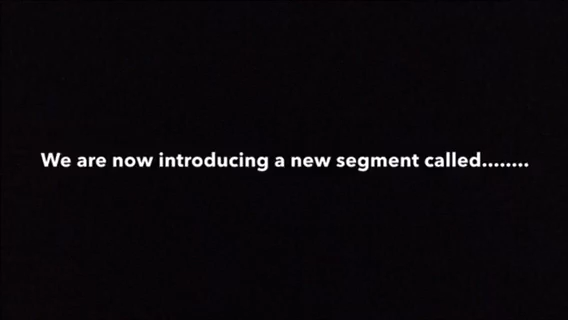 We are now introducing a new segment called........